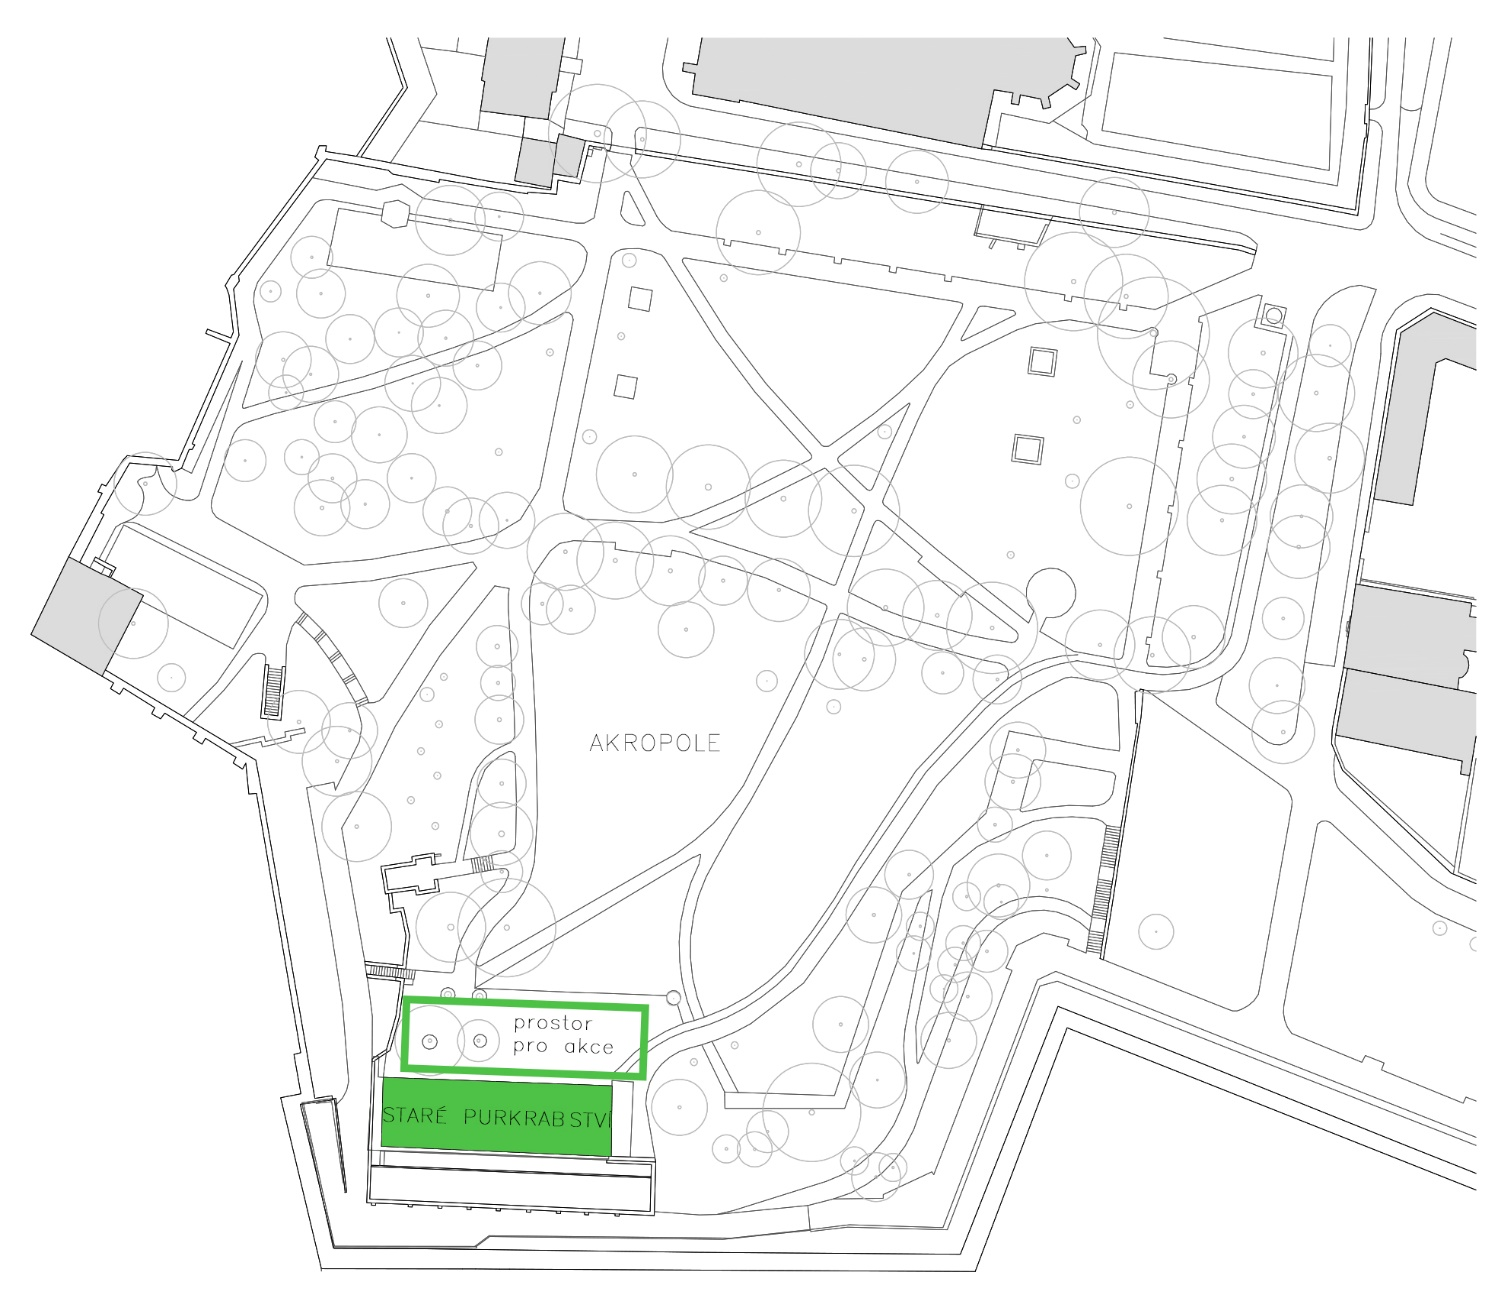 AKROPOLE
prostor
pro akce
STARÉ PURKRABSTVÍ